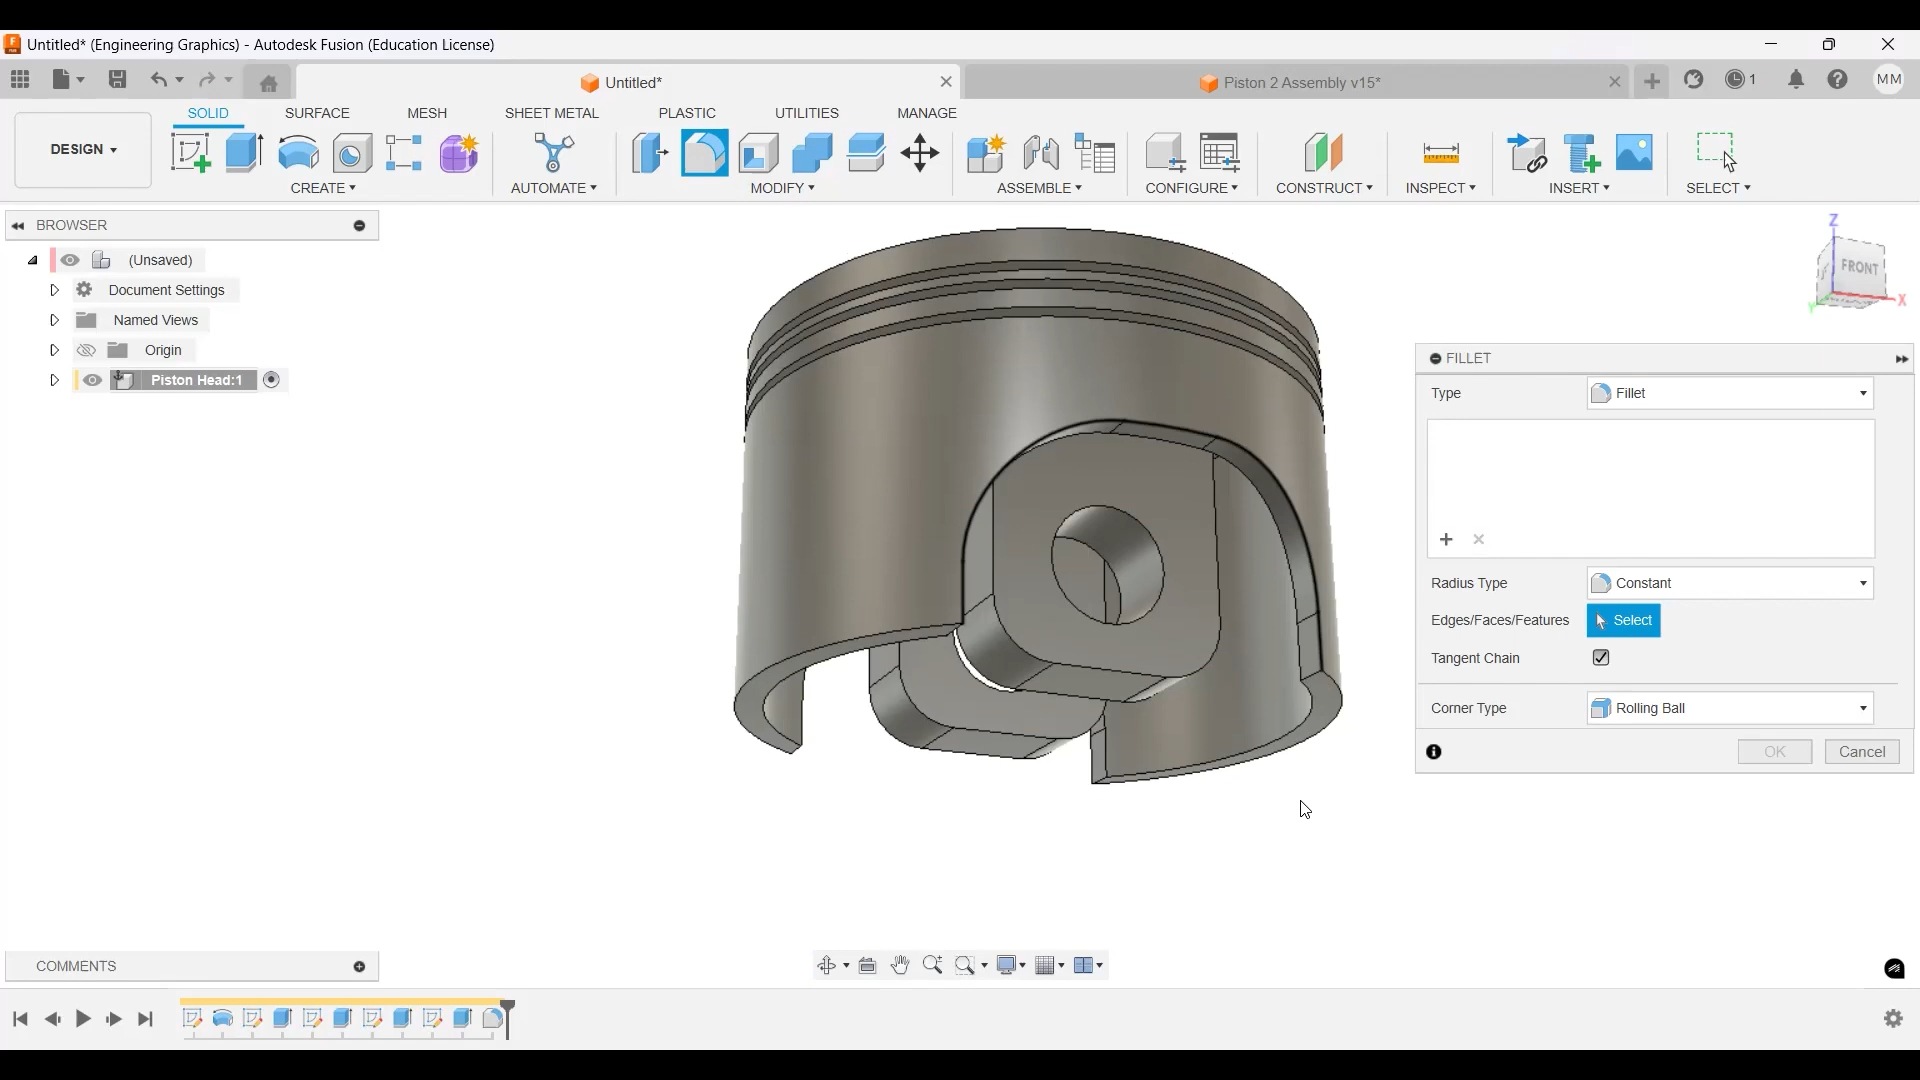 Untitled* (Engineering Graphics) - Autodesk Fusion (Education License)
Untitled*
Piston 2 Assembly v15*
1
MM
DESIGN
SOLID
SURFACE
MESH
SHEET METAL
PLASTIC
UTILITIES
MANAGE
CREATE
AUTOMATE
MODIFY
ASSEMBLE
CONFIGURE
CONSTRUCT
INSPECT
INSERT
SELECT
BROWSER
(Unsaved)
Document Settings
Named Views
Origin
Piston Head:1
Z
FRONT
X
Y
FILLET
Type
Fillet
Radius Type
Constant
Edges/Faces/Features
Select
Tangent Chain
Corner Type
Rolling Ball
OK
Cancel
COMMENTS